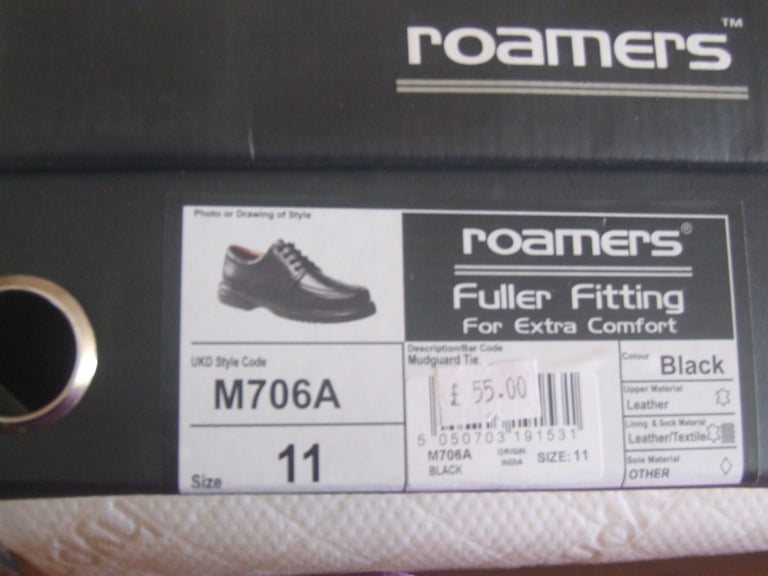 roamers™
Photo or Drawing of Style
roamers®
Fuller Fitting
For Extra Comfort
UKD Style Code
M706A
Size
11
Description/Bar Code
Mudguard Tie
£ 55.00
5 050703 191531
M706A
BLACK
ORIGIN
INDIA
SIZE: 11
Colour
Black
Upper Material
Leather
Lining & Sock Material
Leather/Textile
Sole Material
OTHER